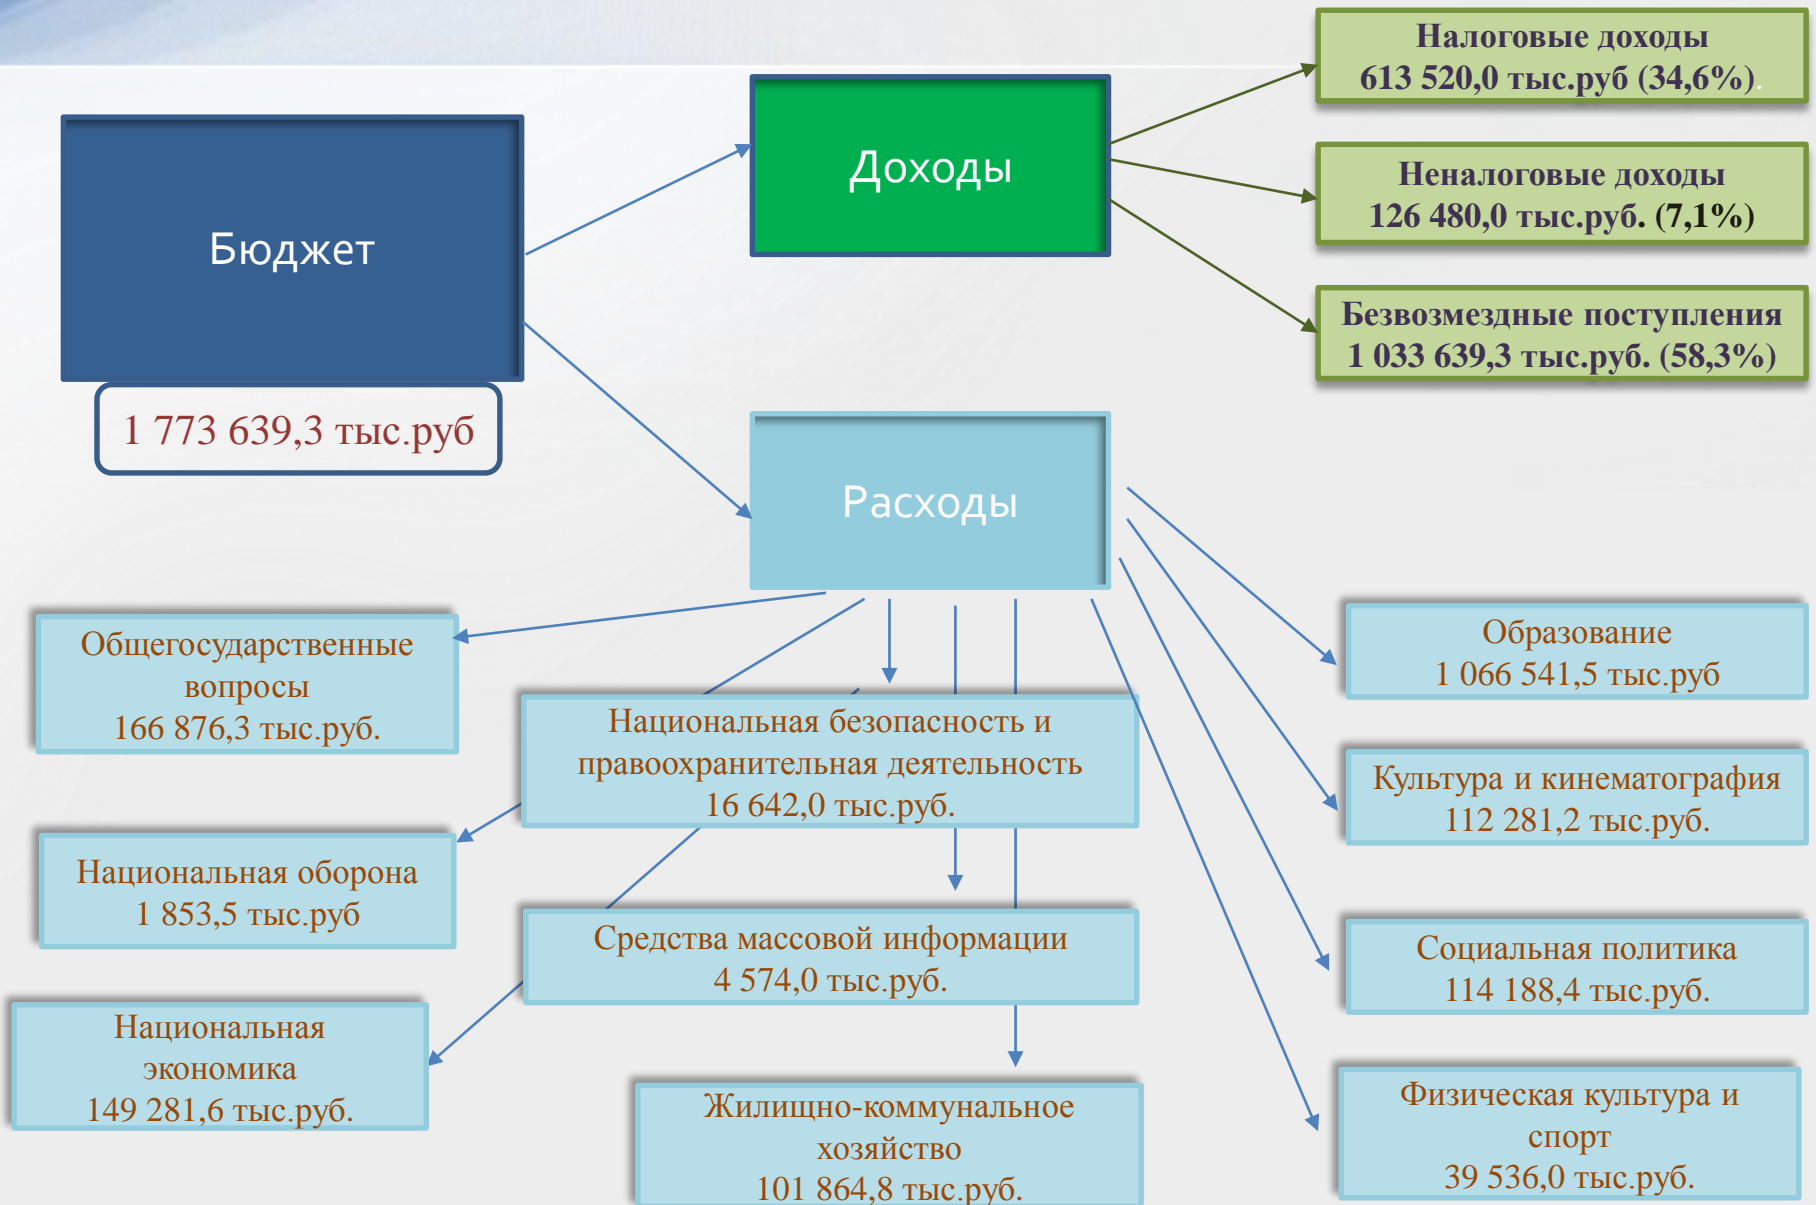 Бюджет
1 773 639,3 тыс.руб
Доходы
Налоговые доходы
613 520,0 тыс.руб (34,6%).
Неналоговые доходы
126 480,0 тыс.руб. (7,1%)
Безвозмездные поступления
1 033 639,3 тыс.руб. (58,3%)
Расходы
Общегосударственные
вопросы
166 876,3 тыс.руб.
Национальная оборона
1 853,5 тыс.руб
Национальная
экономика
149 281,6 тыс.руб.
Национальная безопасность и
правоохранительная деятельность
16 642,0 тыс.руб.
Средства массовой информации
4 574,0 тыс.руб.
Жилищно-коммунальное
хозяйство
101 864,8 тыс.руб.
Образование
1 066 541,5 тыс.руб
Культура и кинематография
112 281,2 тыс.руб.
Социальная политика
114 188,4 тыс.руб.
Физическая культура и
спорт
39 536,0 тыс.руб.